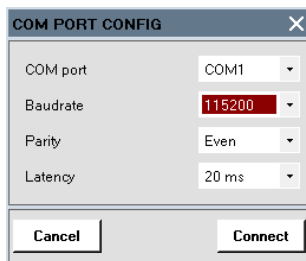 COM PORT CONFIG
COM port COM1
Baudrate 115200
Parity Even
Latency 20 ms
Cancel Connect